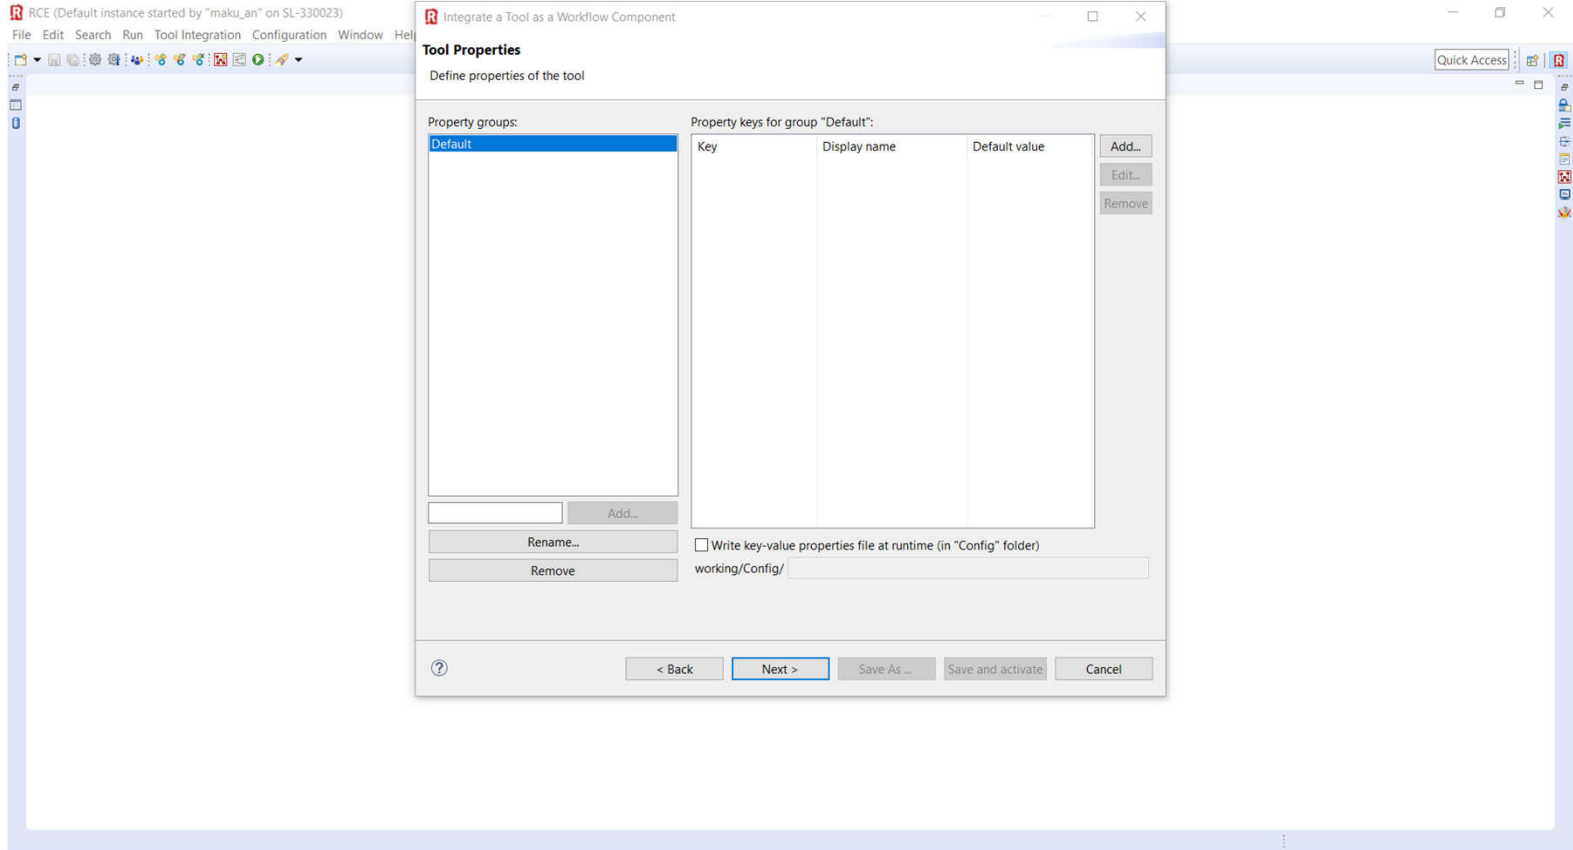 RCE (Default instance started by "maku_an" on SL-330023)
File Edit Search Run Tool Integration Configuration Window Help
Quick Access
Integrate a Tool as a Workflow Component
Tool Properties
Define properties of the tool
Property groups:
Default
Add...
Rename...
Remove
Property keys for group "Default":
Key Display name Default value
Add...
Edit...
Remove
Write key-value properties file at runtime (in "Config" folder)
working/Config/
< Back Next > Save As ... Save and activate Cancel